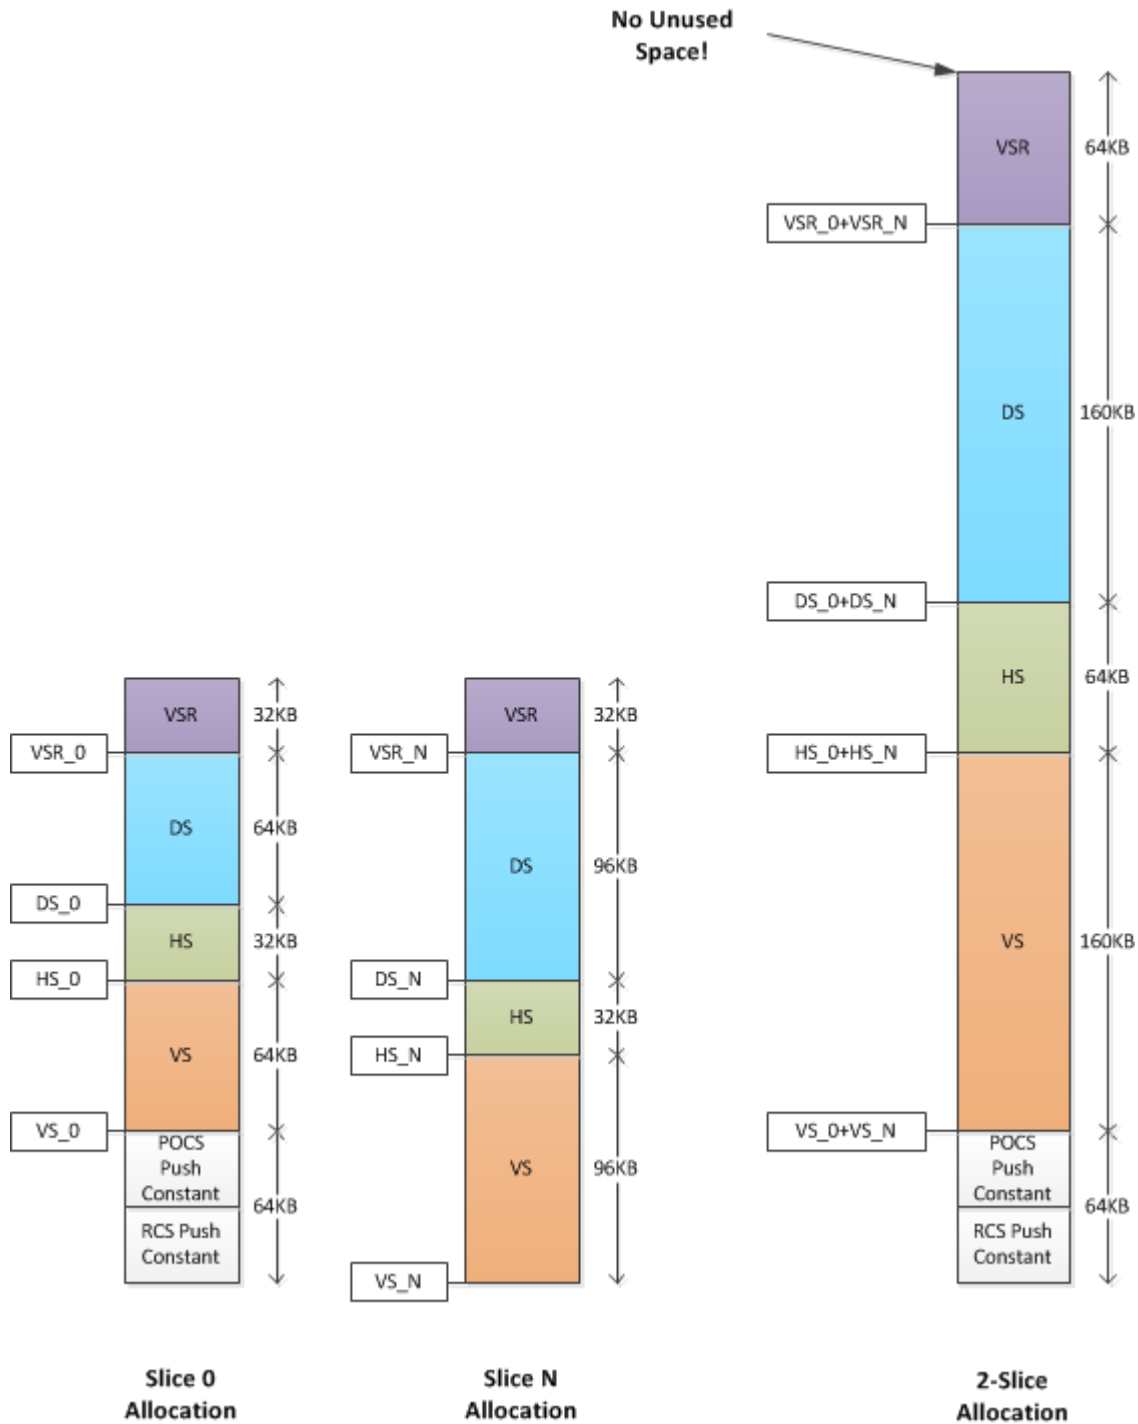 No Unused
Space!
VSR
64KB
VSR_0+VSR_N
DS
160KB
DS_0+DS_N
HS
64KB
HS_0+HS_N
VS
160KB
VS_0+VS_N
POCS
Push
Constant
64KB
RCS Push
Constant
VSR
32KB
VSR_0
DS
64KB
DS_0
HS
32KB
HS_0
VS
64KB
VS_0
POCS
Push
Constant
64KB
RCS Push
Constant
VSR
32KB
VSR_N
DS
96KB
DS_N
HS
32KB
HS_N
VS
96KB
VS_N
Slice 0
Allocation
Slice N
Allocation
2-Slice
Allocation